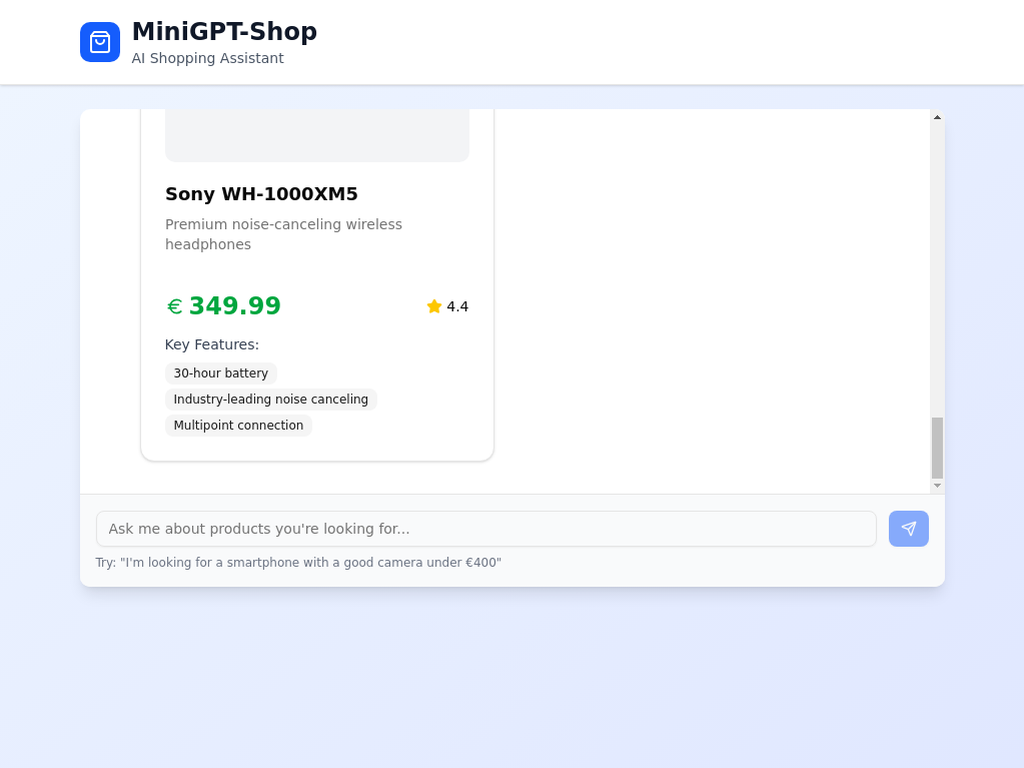 MiniGPT-Shop
AI Shopping Assistant
Sony WH-1000XM5
Premium noise-canceling wireless
headphones
€ 349.99
4.4
Key Features:
30-hour battery
Industry-leading noise canceling
Multipoint connection
Ask me about products you're looking for...
Try: "I'm looking for a smartphone with a good camera under €400"